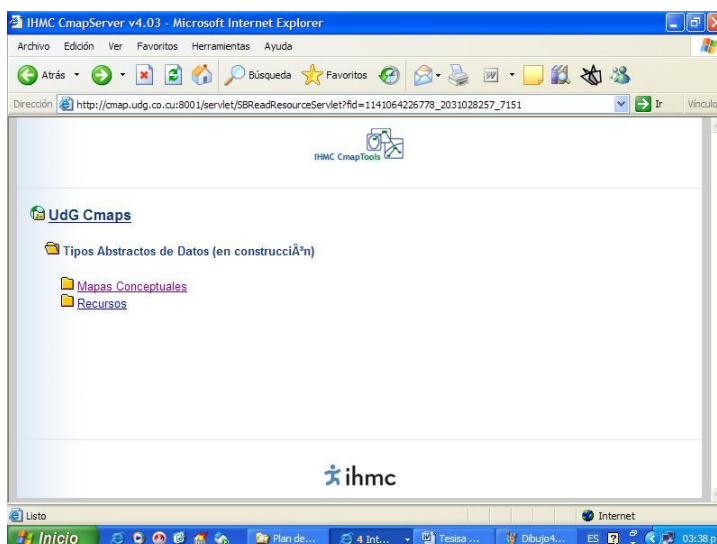 IHMC CmapServer v4.03 - Microsoft Internet Explorer
Archivo Edición Ver Favoritos Herramientas Ayuda
Atrás Búsqueda Favoritos
Dirección http://cmap.udg.co.cu:8001/servlet/SBReadResourceServlet?fid=1141064226778_2031028257_7151 Ir Vínculo
IHMC CmapTools
UdG Cmaps
Tipos Abstractos de Datos (en construcciÃ³n)
Mapas Conceptuales
Recursos
ihmc
Listo Internet
Inicio Plan de... 4 Int... Tesisa ... Dibujo4... ES 03:38 p